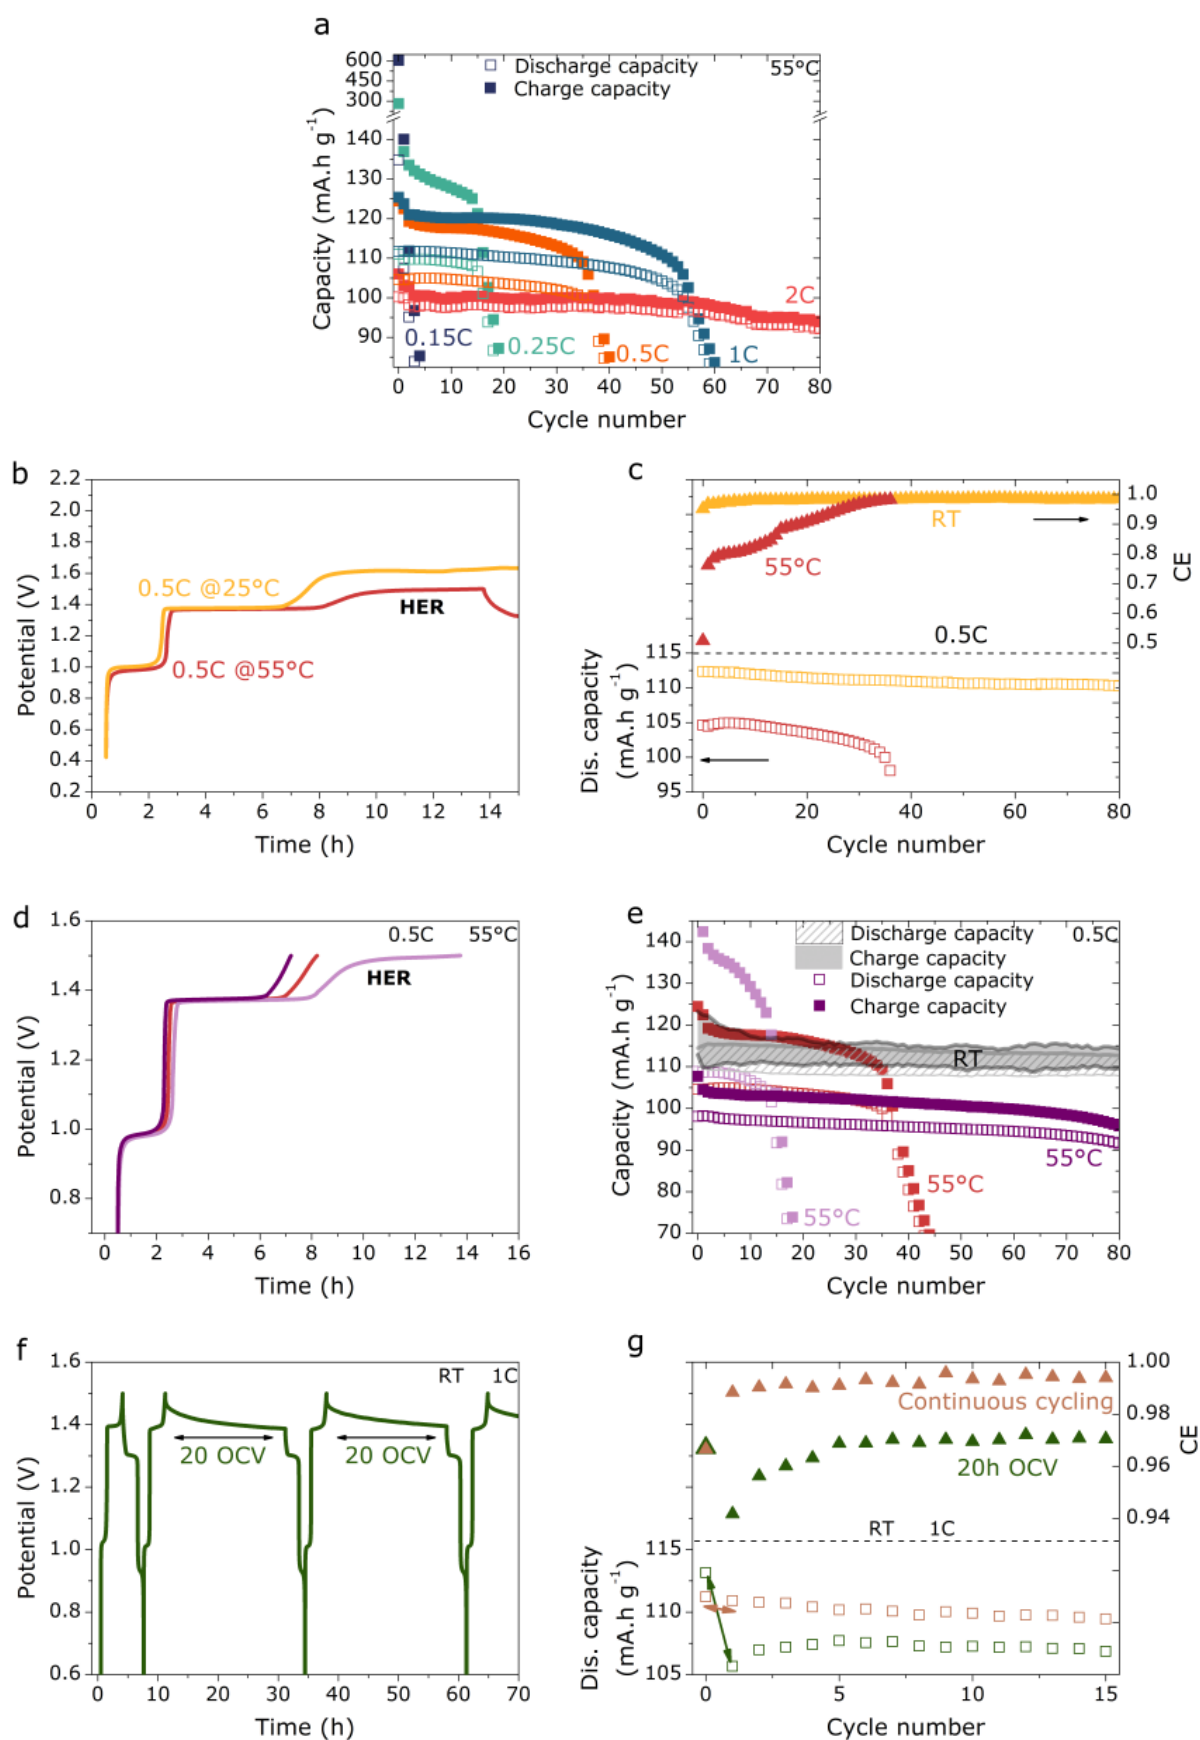 a
600
450
300
140
130
120
110
100
90
Capacity (mA.h g⁻¹)
Discharge capacity
55°C
Charge capacity
2C
0.15C
0.25C
0.5C
1C
0 10 20 30 40 50 60 70 80
Cycle number
b
2.2
2.0
1.8
1.6
1.4
1.2
1.0
0.8
0.6
0.4
0.2
Potential (V)
0.5C @25°C
HER
0.5C @55°C
0 2 4 6 8 10 12 14
Time (h)
c
1.0
0.9
0.8
0.7
0.6
0.5
CE
RT
55°C
0.5C
115
110
105
100
95
Dis. capacity
(mA.h g⁻¹)
0 20 40 60 80
Cycle number
d
1.6
1.4
1.2
1.0
0.8
Potential (V)
0.5C 55°C
HER
0 2 4 6 8 10 12 14 16
Time (h)
e
140
130
120
110
100
90
80
70
Capacity (mA.h g⁻¹)
Discharge capacity
0.5C
Charge capacity
Discharge capacity
Charge capacity
RT
55°C
55°C
55°C
0 10 20 30 40 50 60 70 80
Cycle number
f
1.6
1.4
1.2
1.0
0.8
0.6
Potential (V)
RT 1C
20 OCV
20 OCV
0 10 20 30 40 50 60 70
Time (h)
g
1.00
0.98
0.96
0.94
CE
Continuous cycling
20h OCV
RT 1C
115
110
105
Dis. capacity
(mA.h g⁻¹)
0 5 10 15
Cycle number